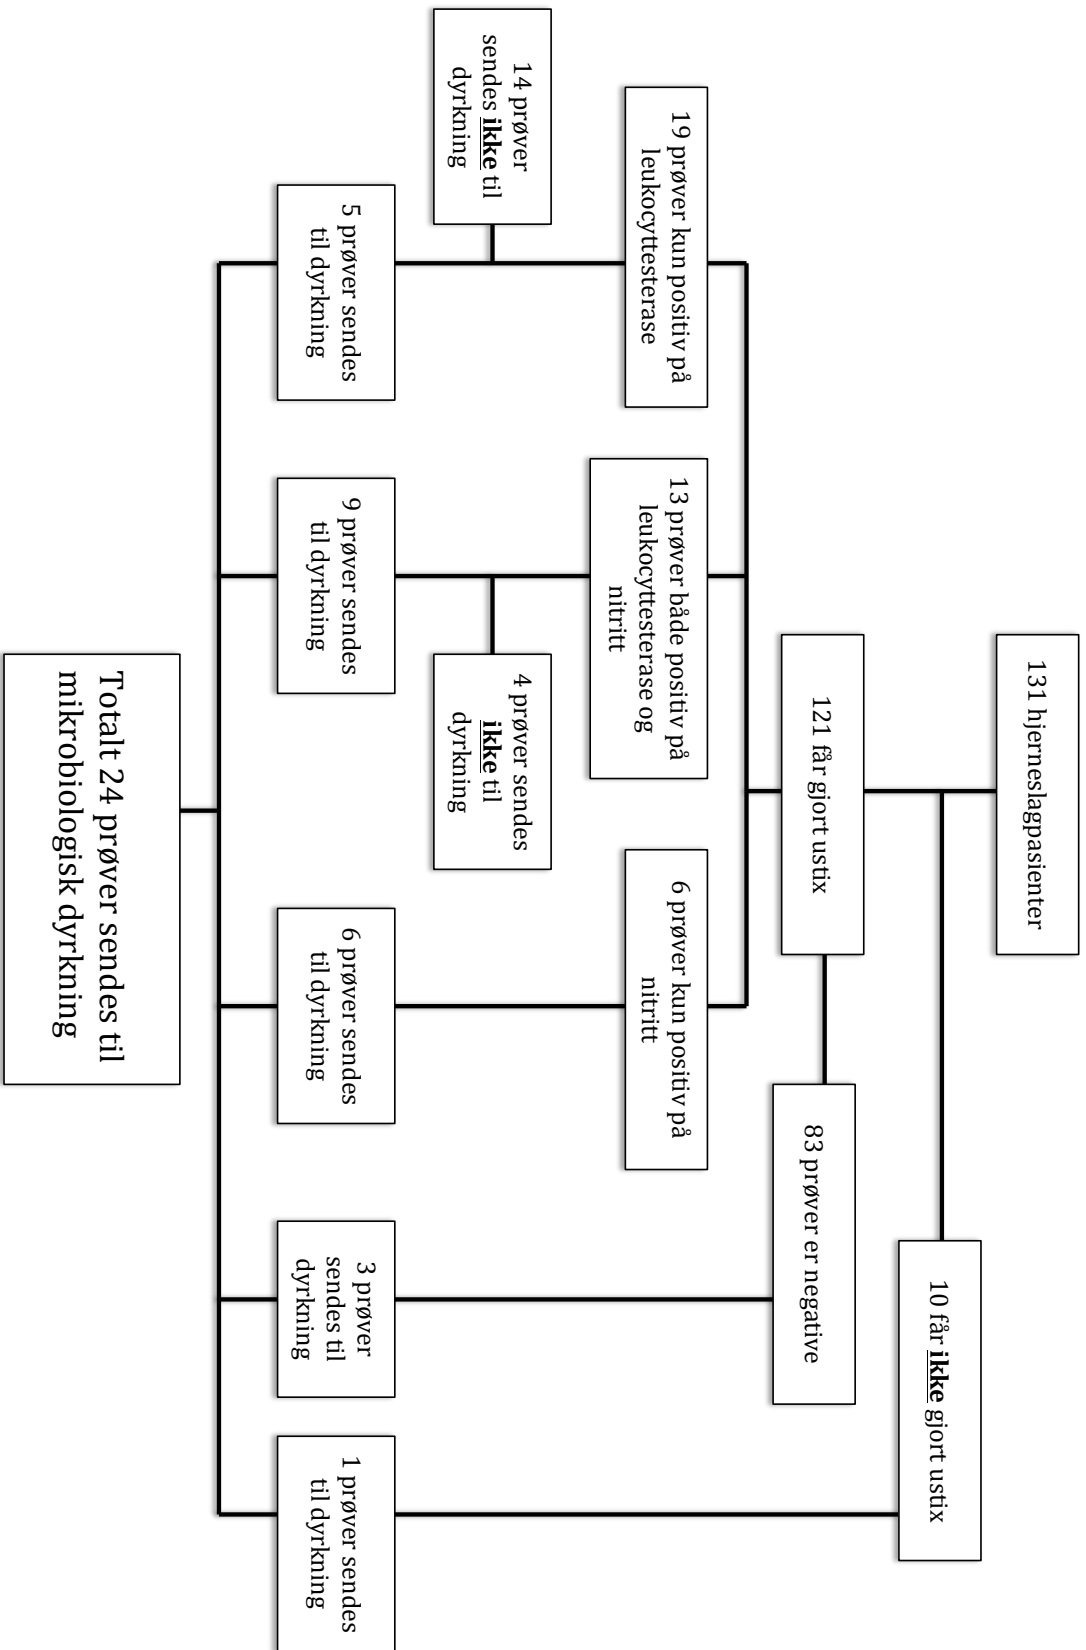 131 hjerneslagpasienter
10 får ikke gjort ustix
121 får gjort ustix
83 prøver er negative
19 prøver kun positiv på
leukocyttesterase
13 prøver både positiv på
leukocyttesterase og
nitritt
6 prøver kun positiv på
nitritt
14 prøver
sendes ikke til
dyrkning
4 prøver sendes
ikke til
dyrkning
5 prøver sendes
til dyrkning
9 prøver sendes
til dyrkning
6 prøver sendes
til dyrkning
3 prøver
sendes til
dyrkning
1 prøver sendes
til dyrkning
Totalt 24 prøver sendes til
mikrobiologisk dyrkning